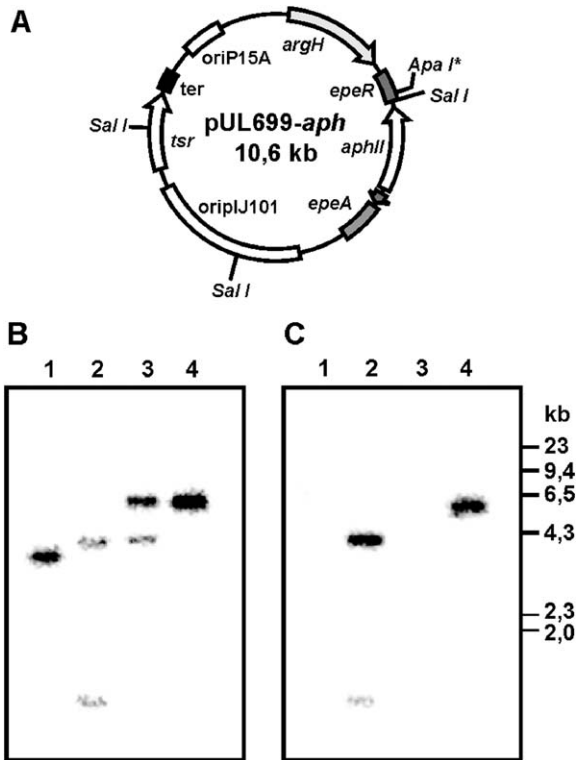 A
oriP15A
argH
Apa I*
epeR
Sal I
ter
Sal I
pUL699-aph
10,6 kb
tsr
aphII
oripIJ101
epeA
Sal I
B
C
1 2 3 4
1 2 3 4
kb
23
9,4
6,5
4,3
2,3
2,0